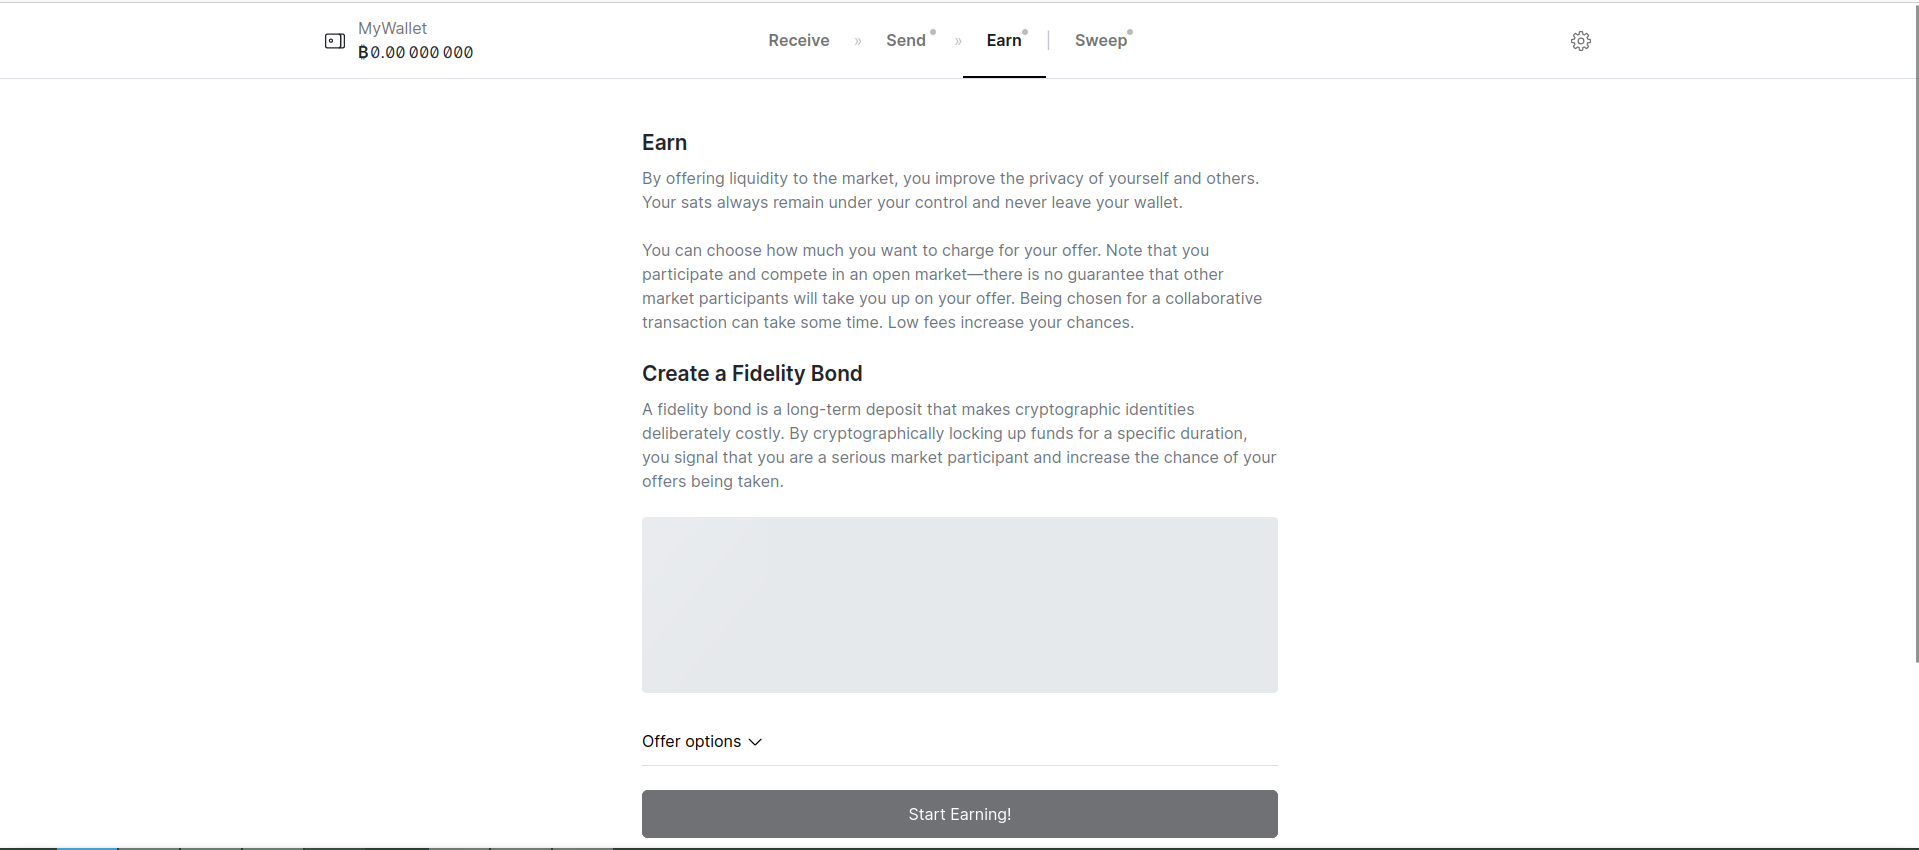 MyWallet
₿0.00 000 000
Receive » Send » Earn | Sweep
Earn
By offering liquidity to the market, you improve the privacy of yourself and others.
Your sats always remain under your control and never leave your wallet.
You can choose how much you want to charge for your offer. Note that you
participate and compete in an open market—there is no guarantee that other
market participants will take you up on your offer. Being chosen for a collaborative
transaction can take some time. Low fees increase your chances.
Create a Fidelity Bond
A fidelity bond is a long-term deposit that makes cryptographic identities
deliberately costly. By cryptographically locking up funds for a specific duration,
you signal that you are a serious market participant and increase the chance of your
offers being taken.
Offer options
Start Earning!